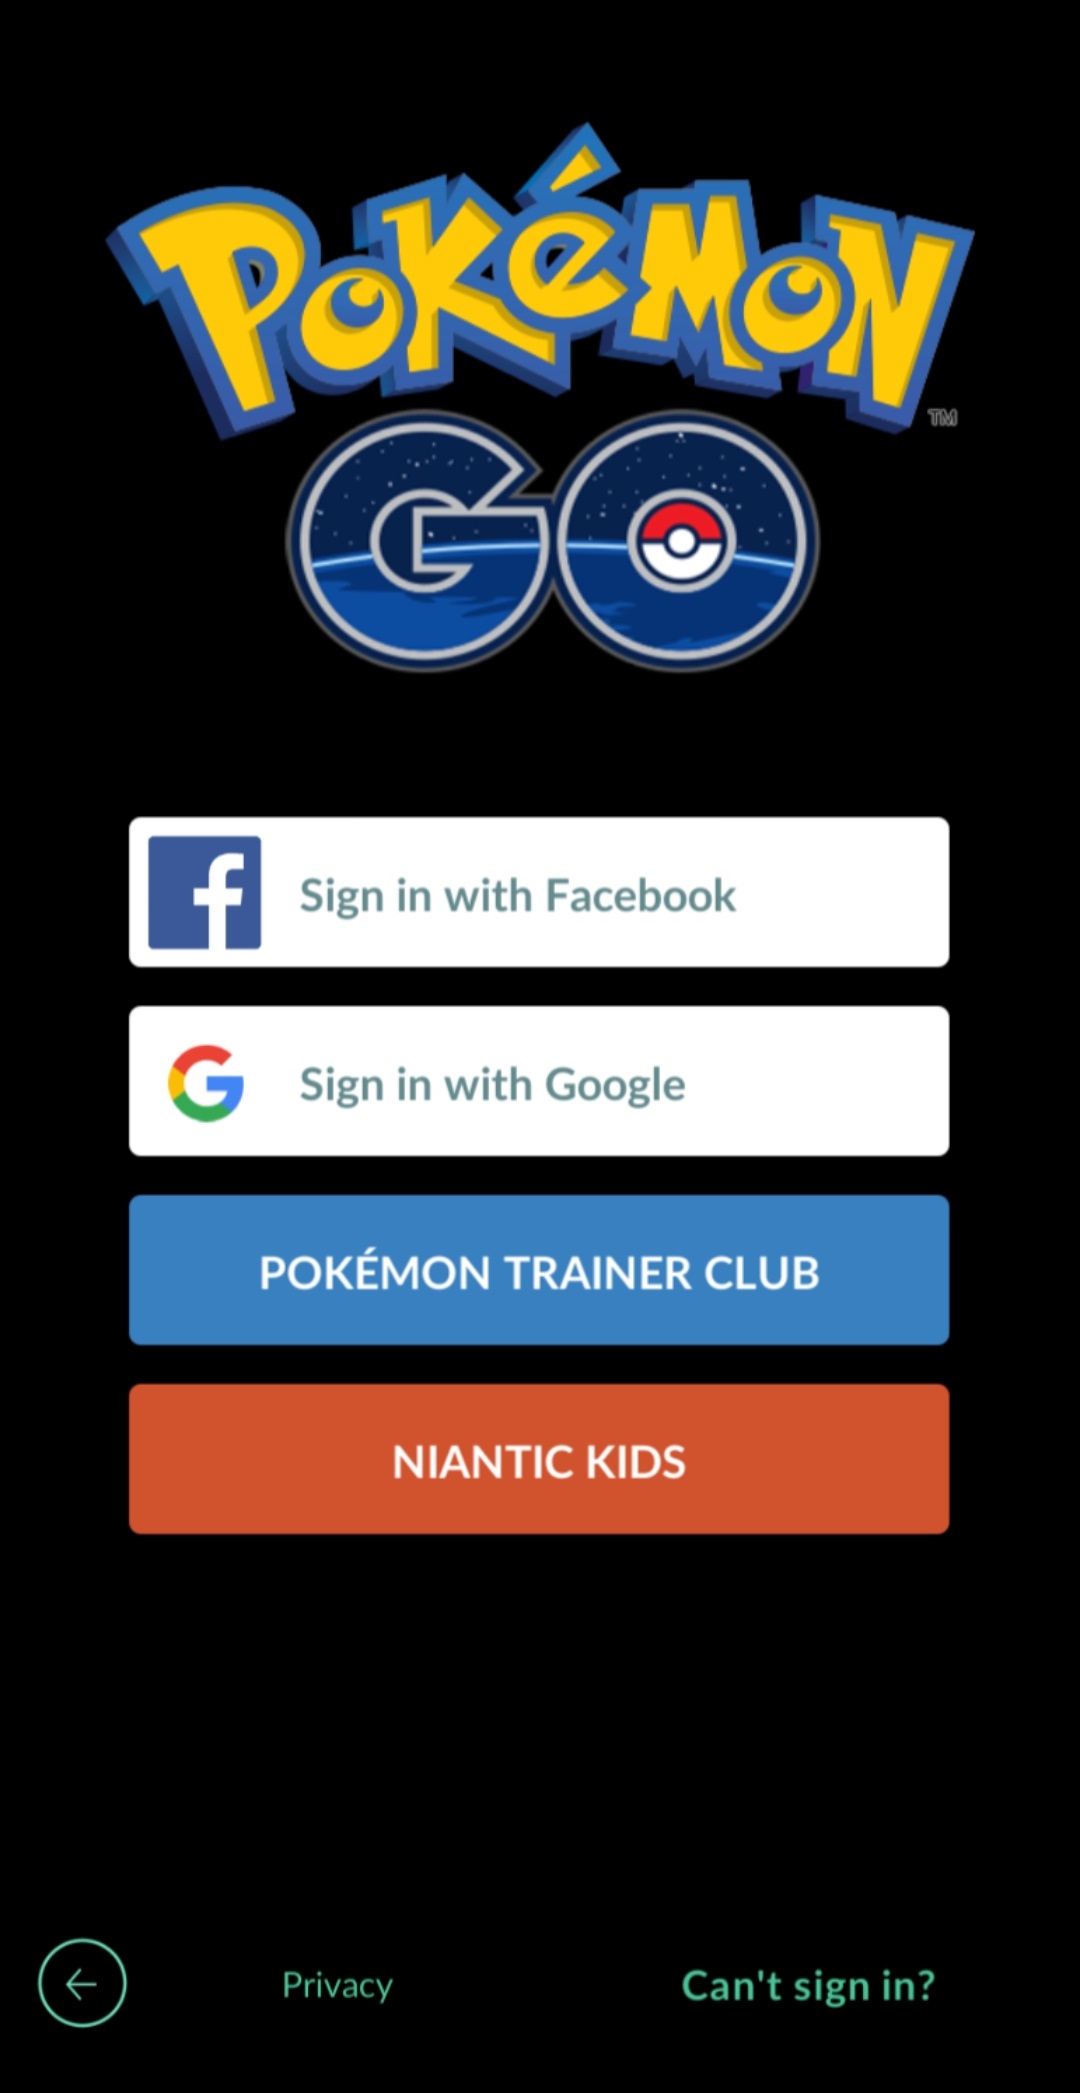 POKéMON
TM
GO
Sign in with Facebook
Sign in with Google
POKÉMON TRAINER CLUB
NIANTIC KIDS
Privacy
Can't sign in?